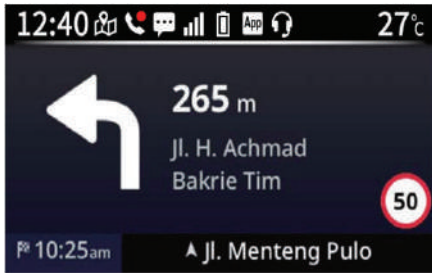 12:40 App 27°c
265 m
Jl. H. Achmad
Bakrie Tim
50
10:25am Jl. Menteng Pulo